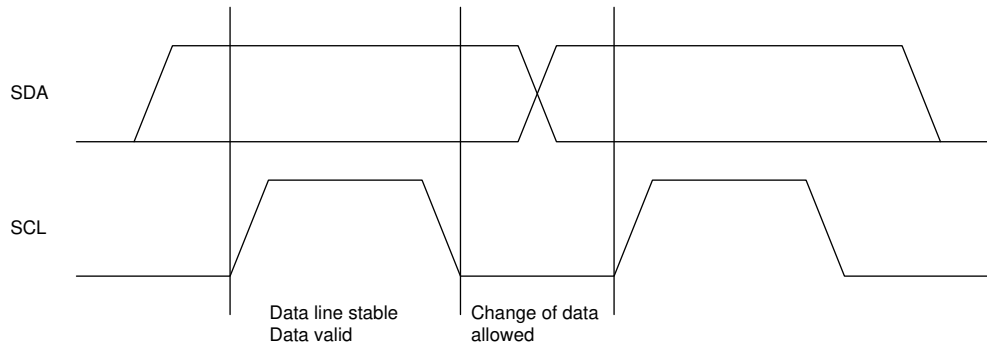 SDA
SCL
Data line stable
Data valid
Change of data
allowed